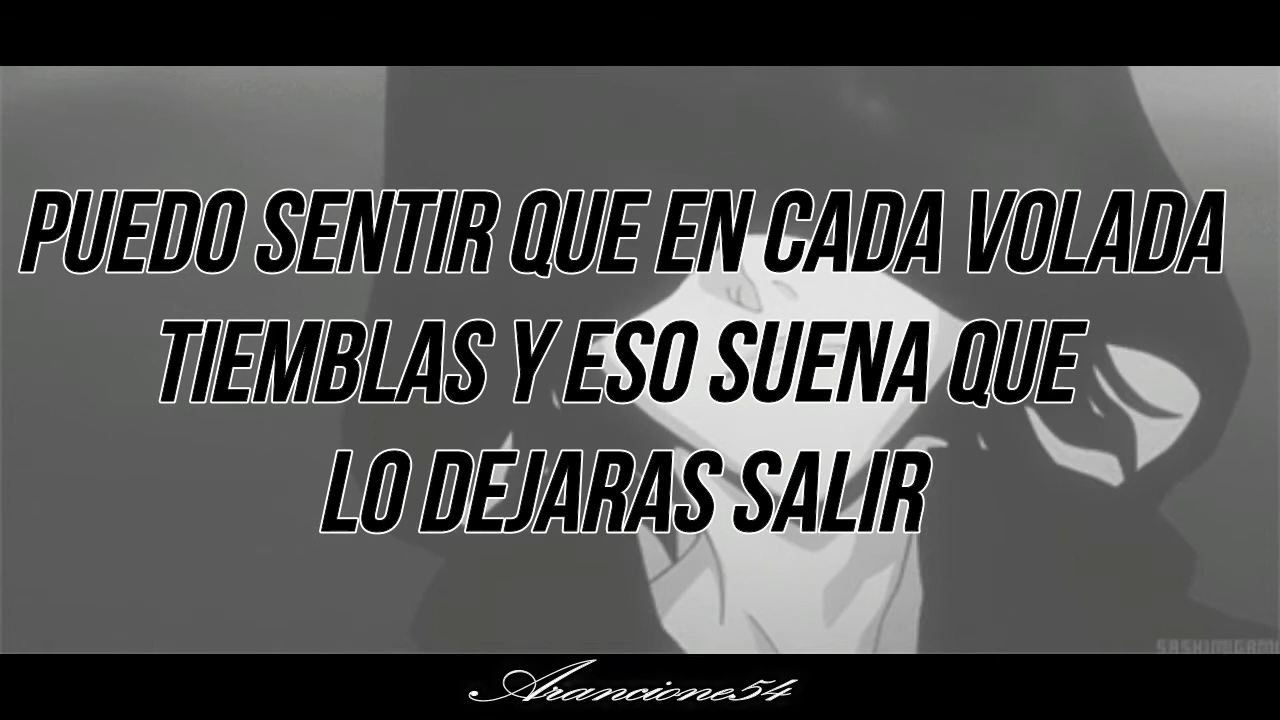 PUEDO SENTIR QUE EN CADA VOLADA
TIEMBLAS Y ESO SUENA QUE
LO DEJARAS SALIR
Arancione54